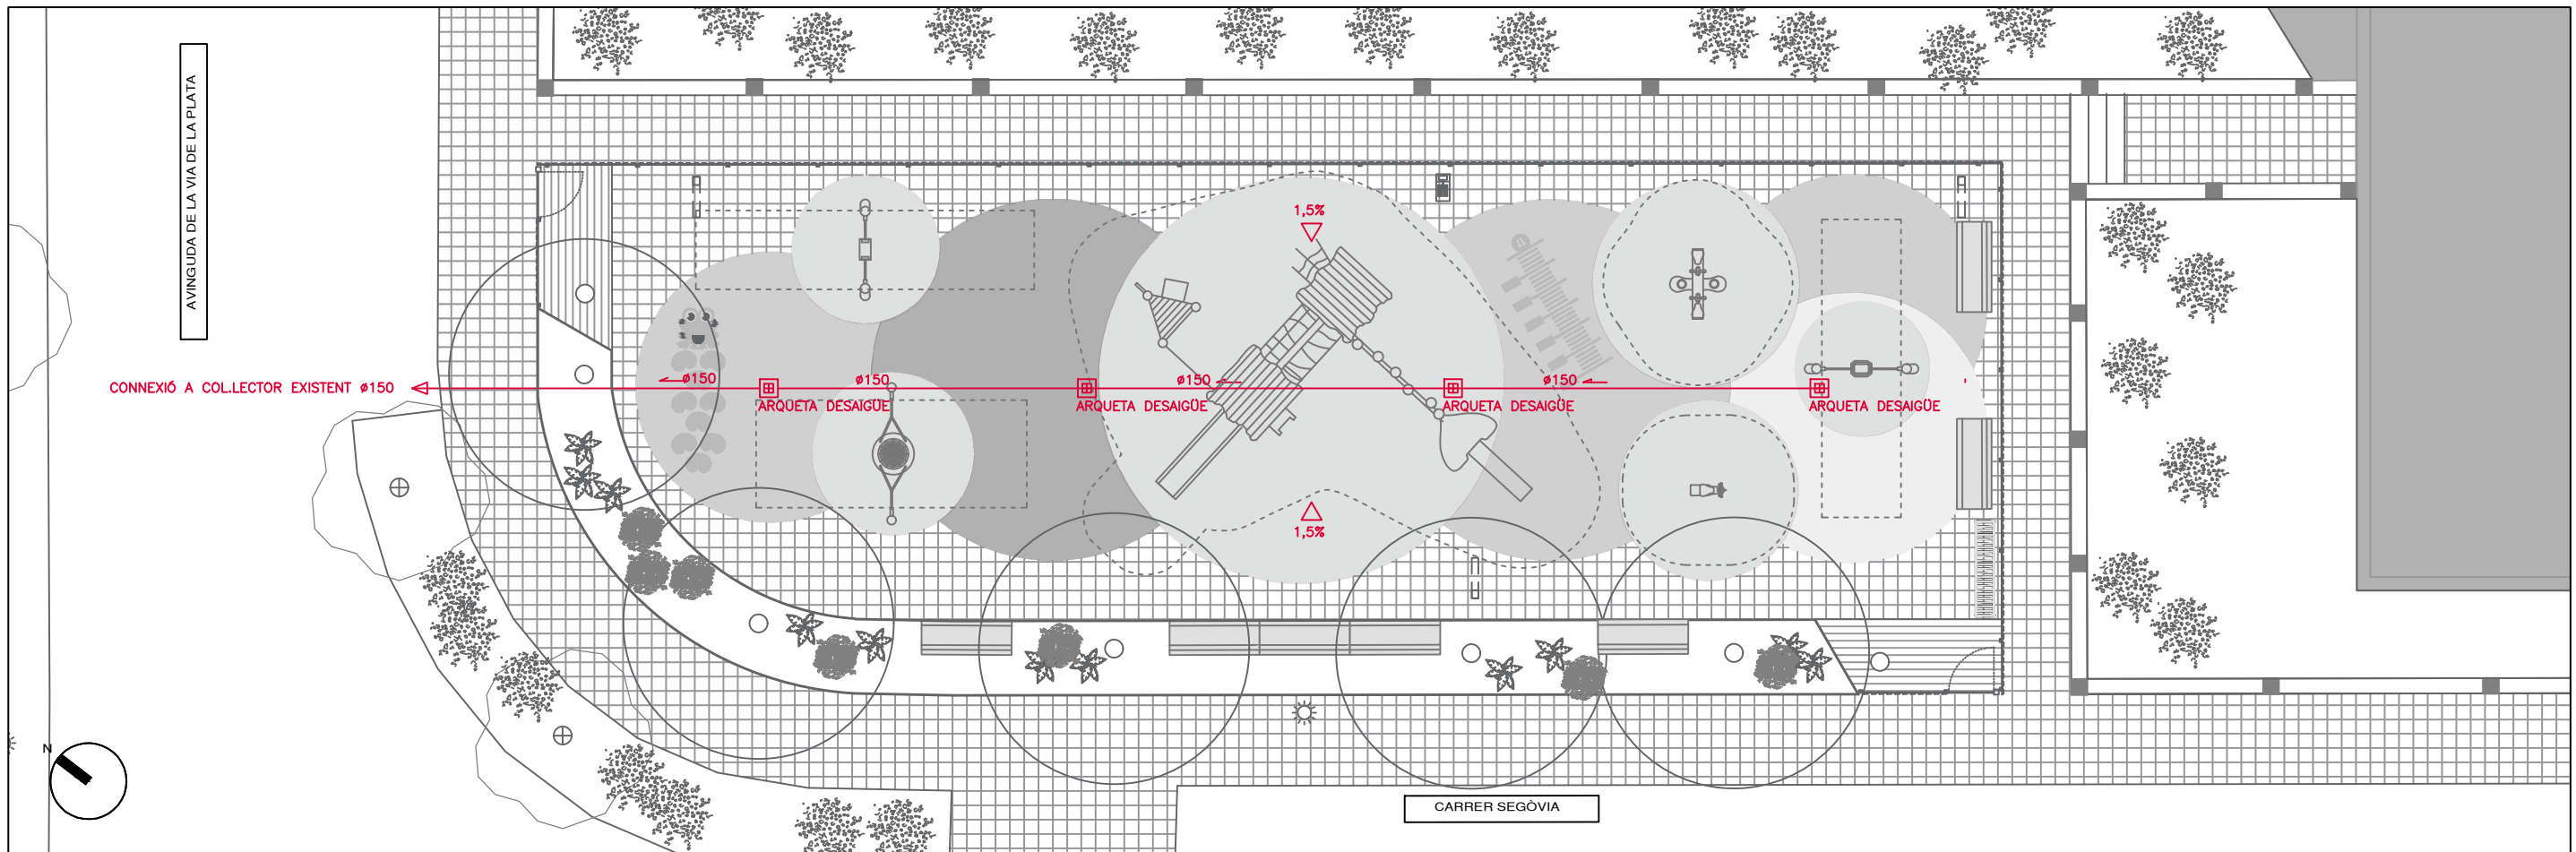 AVINGUDA DE LA VIA DE LA PLATA
1,5%
CONNEXIÓ A COL.LECTOR EXISTENT ø150
ø150
ø150
ø150
ø150
ARQUETA DESAIGÜE
ARQUETA DESAIGÜE
ARQUETA DESAIGÜE
ARQUETA DESAIGÜE
1,5%
N
CARRER SEGÒVIA